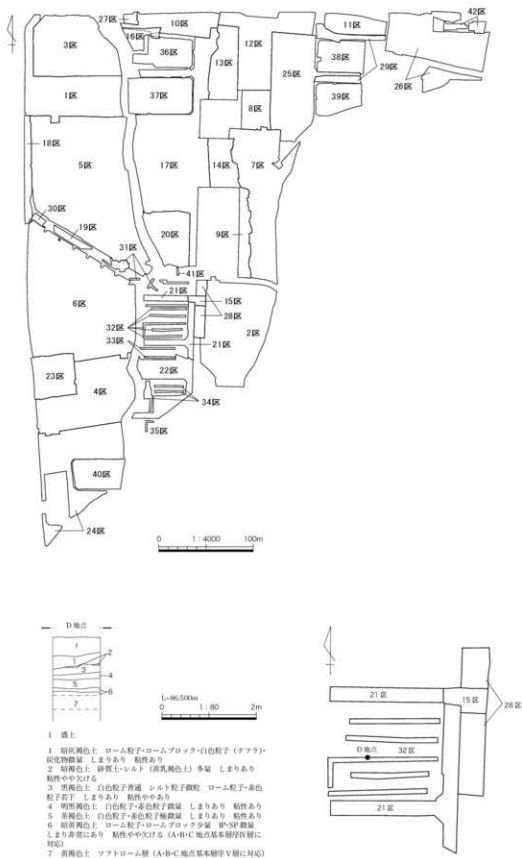 27区
10区
42区
16区
11区
3区
36区
12区
13区
38区
25区
29区
26区
37区
39区
1区
8区
18区
5区
17区
14区
7区
30区
19区
20区
9区
31区
41区
21区
15区
28区
6区
32区
2区
33区
21区
22区
23区
4区
34区
35区
40区
24区
0 1:4000 100m
D地点
Ⅰ
1
2
3
4
5
6
7
L=86.500m
0 1:80 2m
Ⅰ 盛土
1 暗灰褐色土 ローム粒子・ローム​ブロック・白色粒子（テフラ）・
炭化物微量 しまりあり 粘性あり
2 暗褐色土 砂質土・シルト（黄乳褐色土）多量 しまりあり
粘性やや欠ける
3 黒褐色土 白色粒子普通 シルト粒子微粒 ローム粒子・赤色
粒子若干 しまりあり 粘性ややあり
4 明黒褐色土 白色粒子・赤色粒子微量 しまりあり 粘性あり
5 茶褐色土 白色粒子・赤色粒子極微量 しまりあり 粘性あり
6 暗黄褐色土 ローム粒子・ロームブロック少量 BP・SP微量
しまり非常にあり 粘性やや欠ける（A・B・C地点基本層序Ⅳ層に
対応）
7 黄褐色土 ソフトローム層（A・B・C地点基本層序Ⅴ層に対応）
21区
15区
28区
D地点
32区
21区